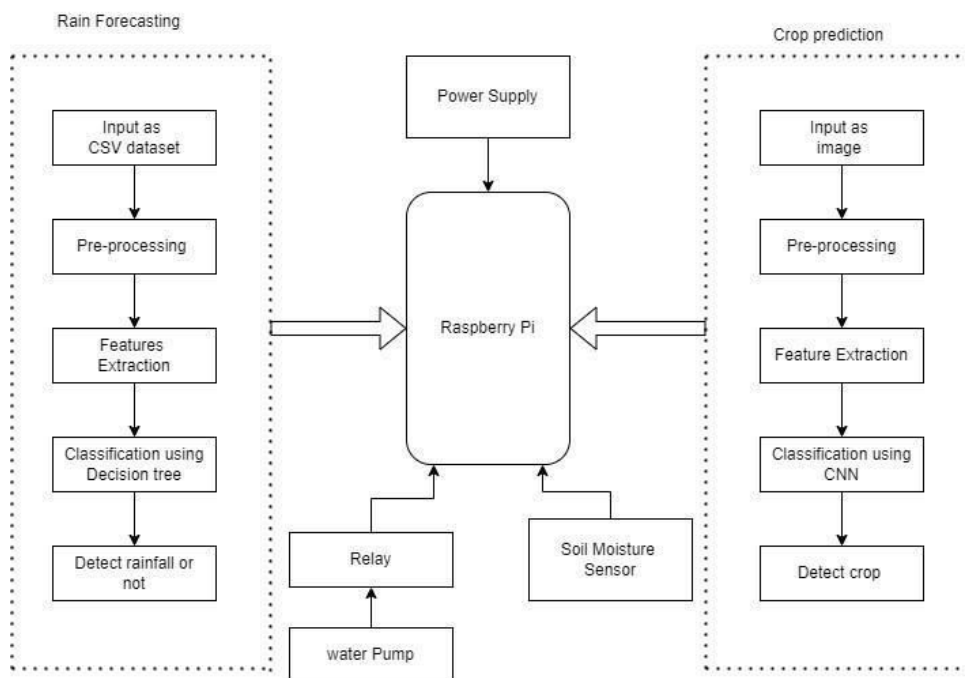 Rain Forecasting
Input as
CSV dataset
Pre-processing
Features
Extraction
Classification using
Decision tree
Detect rainfall or
not
Power Supply
Raspberry Pi
Relay
water Pump
Soil Moisture
Sensor
Crop prediction
Input as
image
Pre-processing
Feature Extraction
Classification using
CNN
Detect crop